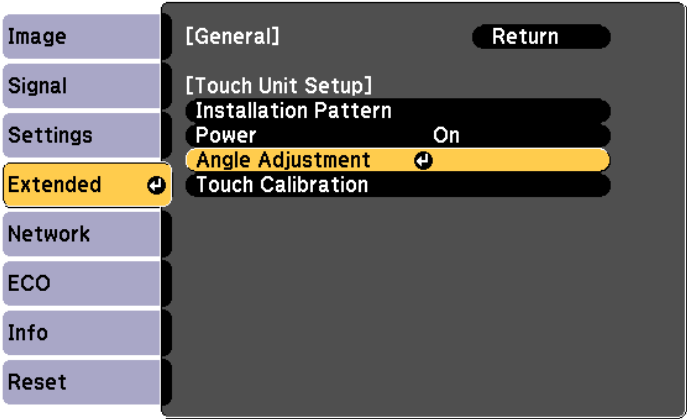 Image
Signal
Settings
Extended
Network
ECO
Info
Reset
[General] Return
[Touch Unit Setup]
Installation Pattern
Power On
Angle Adjustment
Touch Calibration